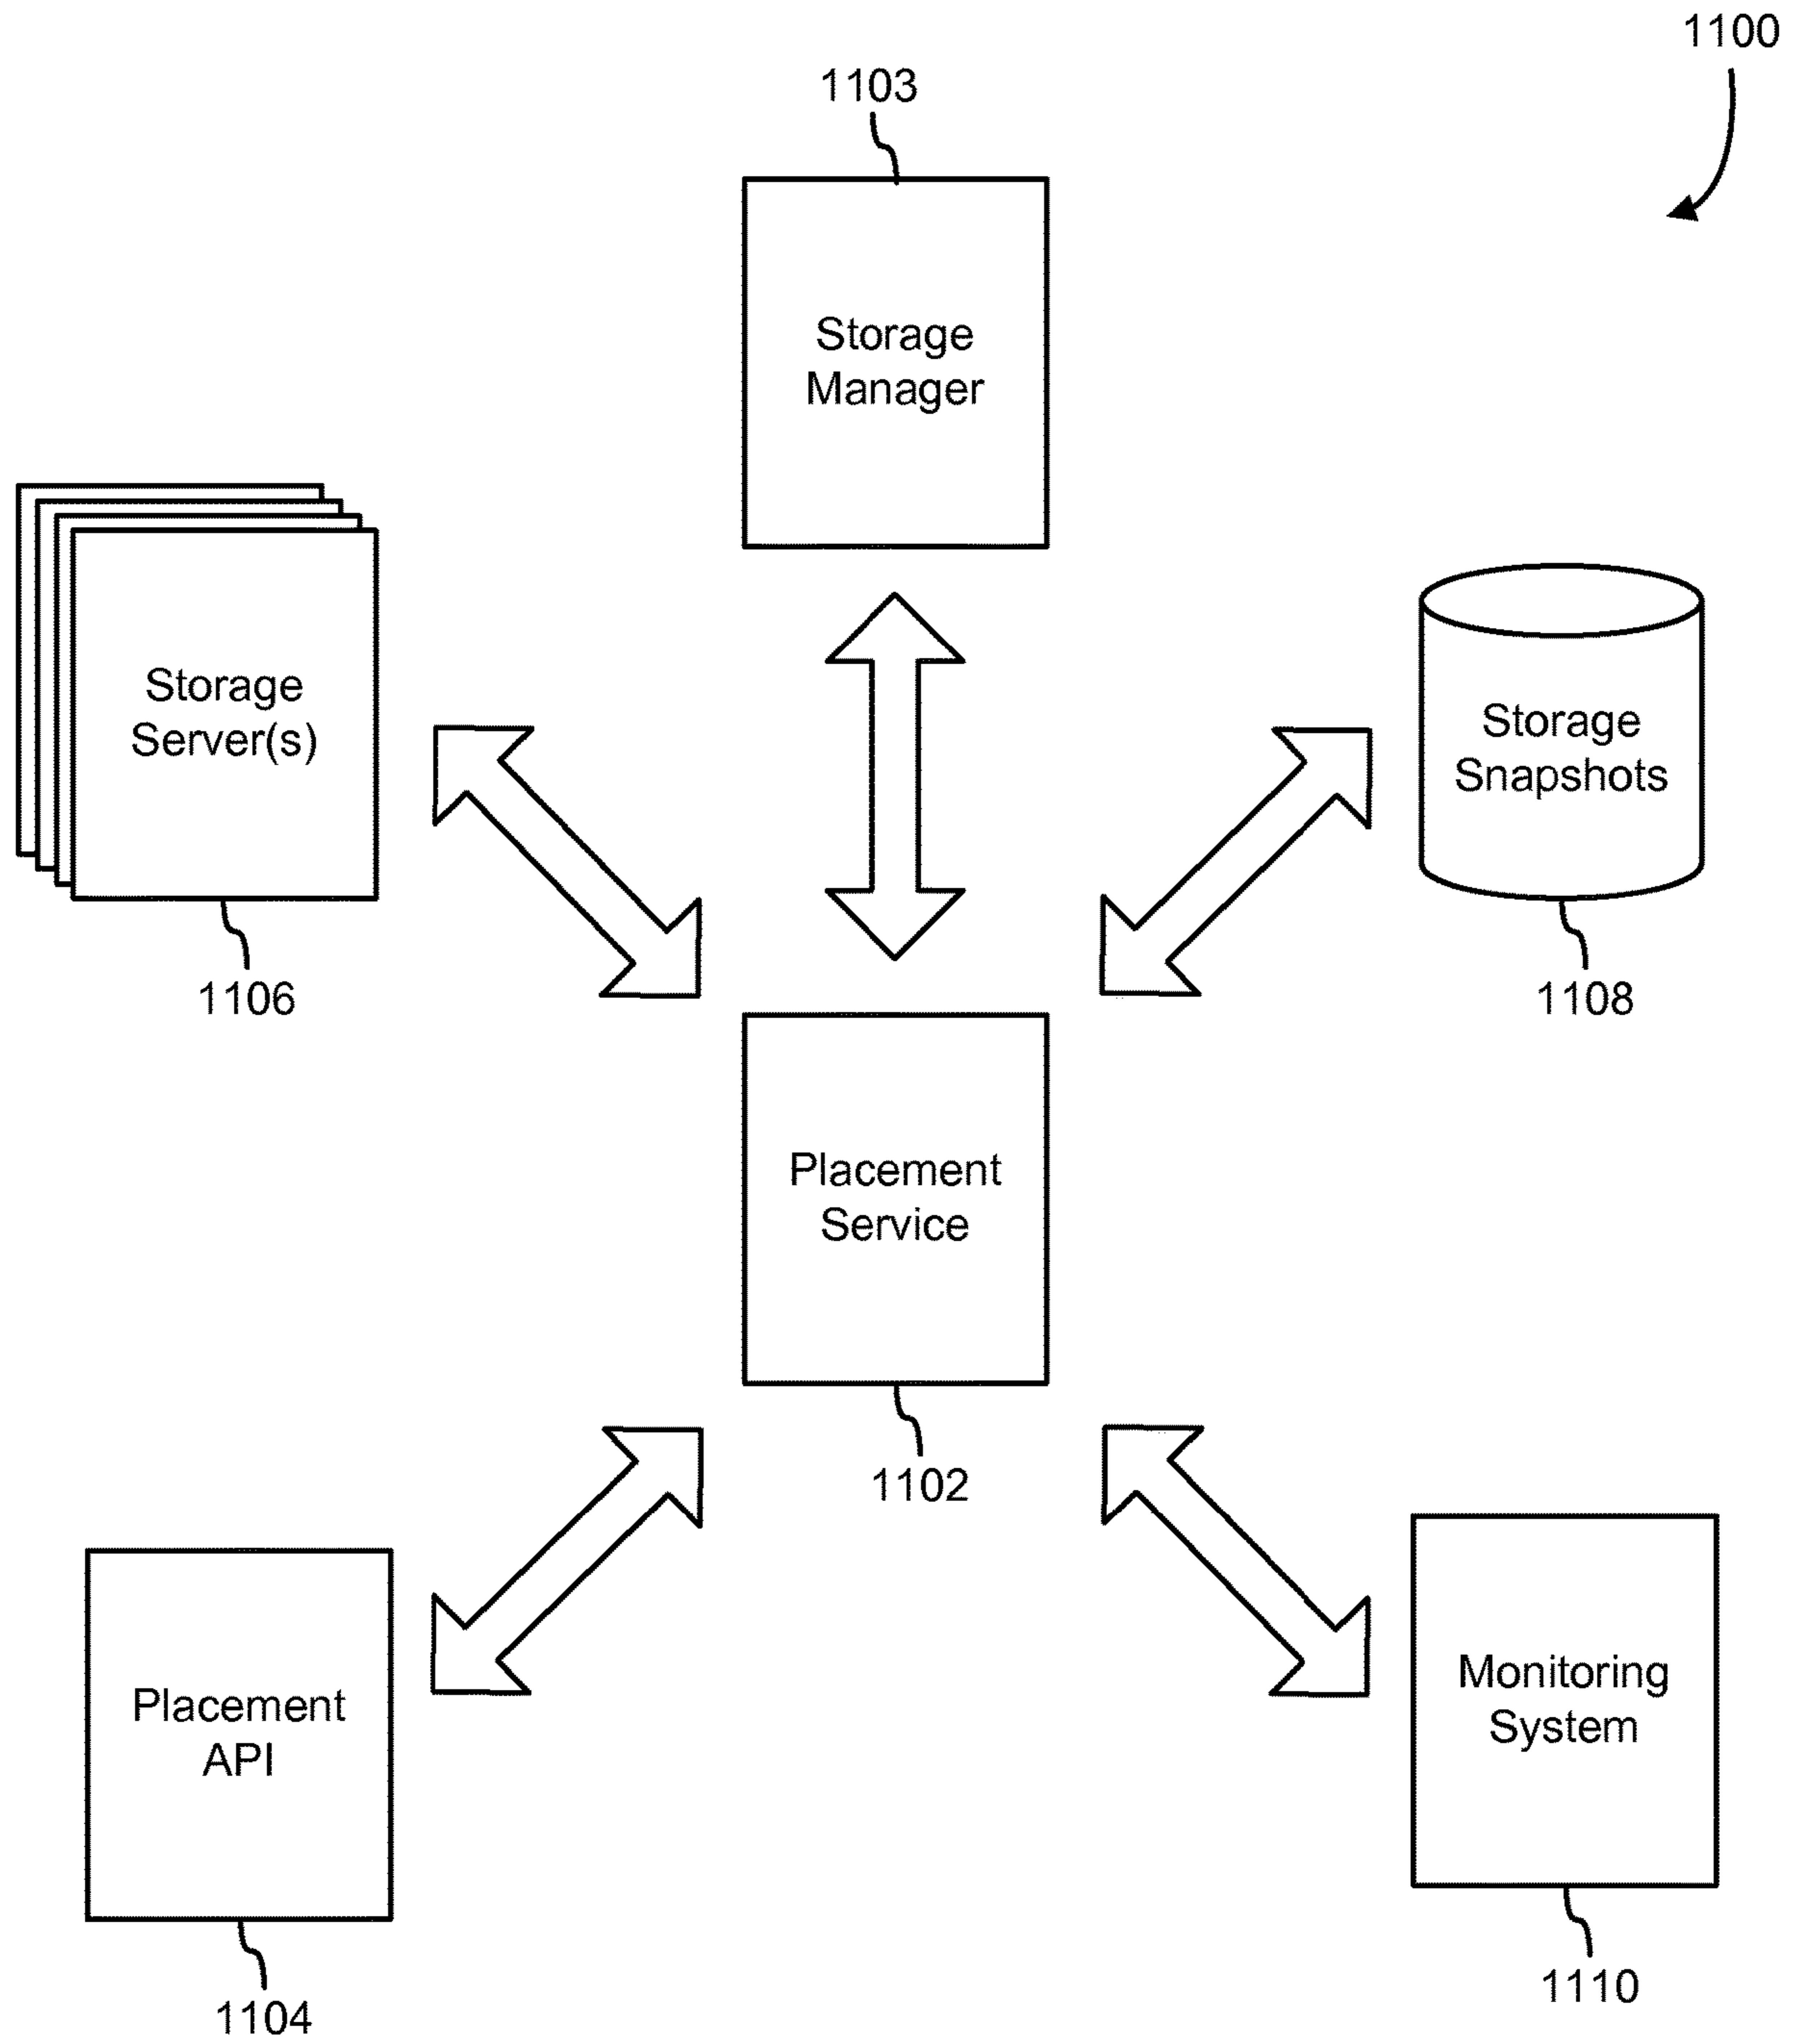 1100
1103
Storage
Manager
Storage
Server(s)
1106
Storage
Snapshots
1108
Placement
Service
1102
Placement
API
1104
Monitoring
System
1110